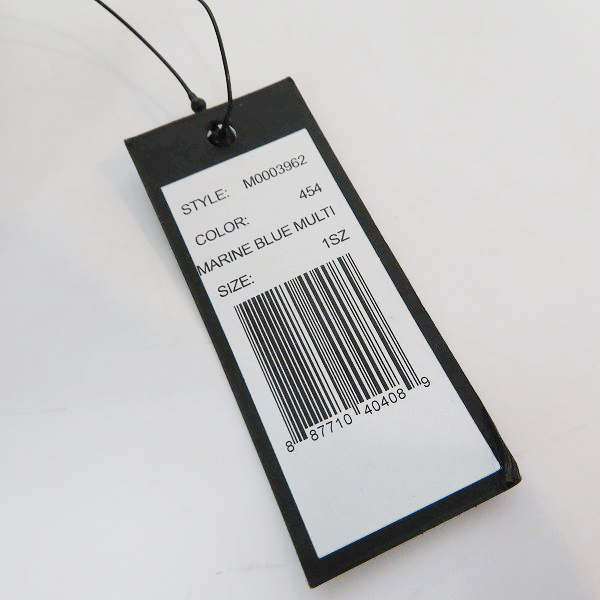 STYLE: M0003962
COLOR: 454
MARINE BLUE MULTI
SIZE: 1SZ
8 87710 40408 9